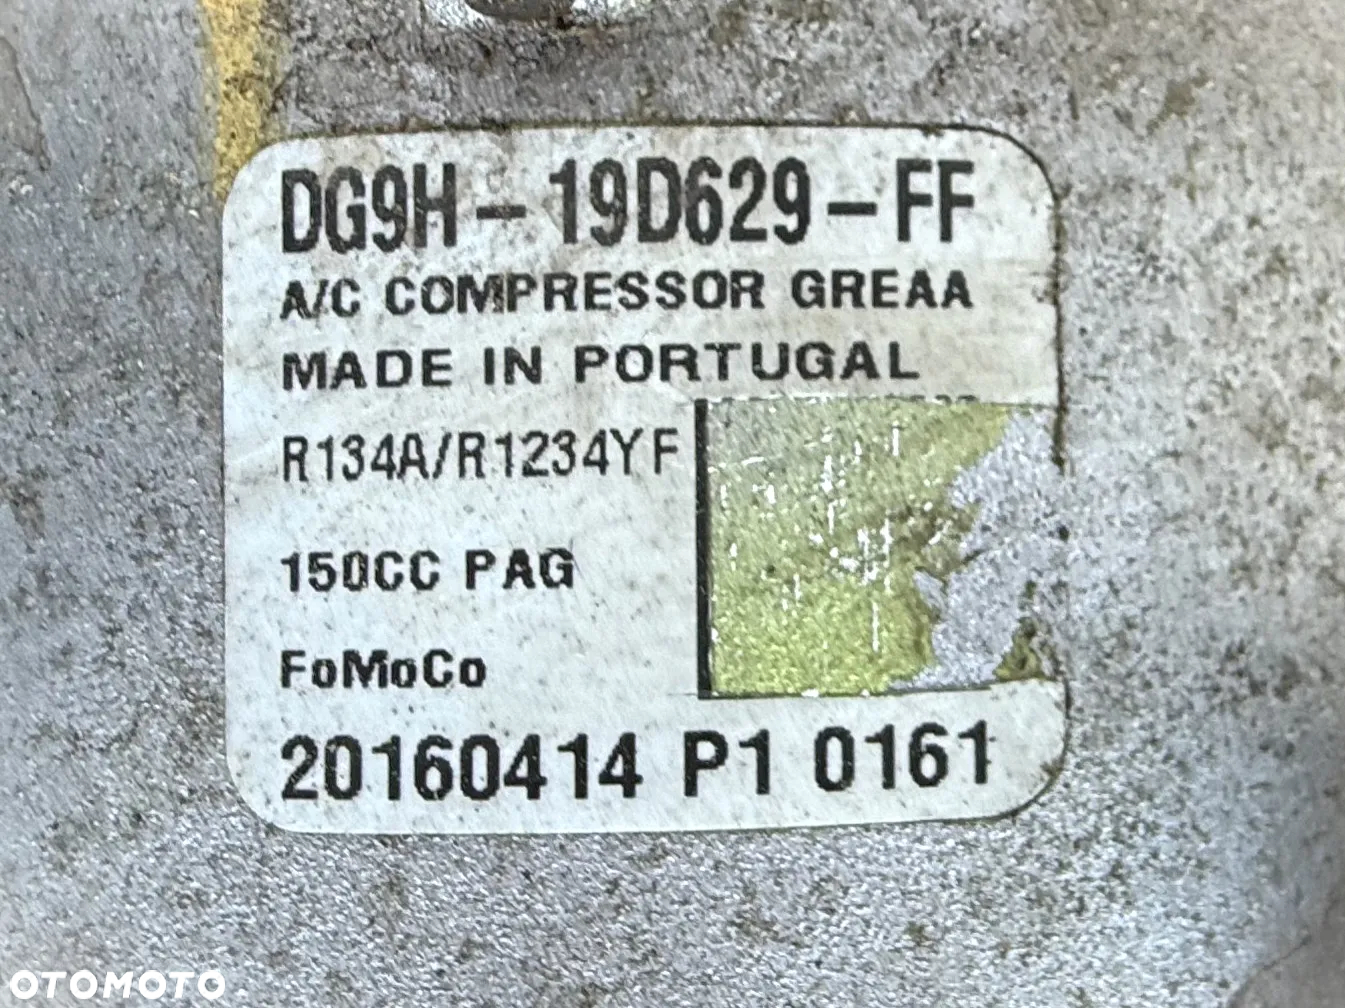 DG9H-19D629-FF
A/C COMPRESSOR GREAA
MADE IN PORTUGAL
R134A/R1234YF
150CC PAG
FoMoCo
20160414 P1 0161
OTOMOTO